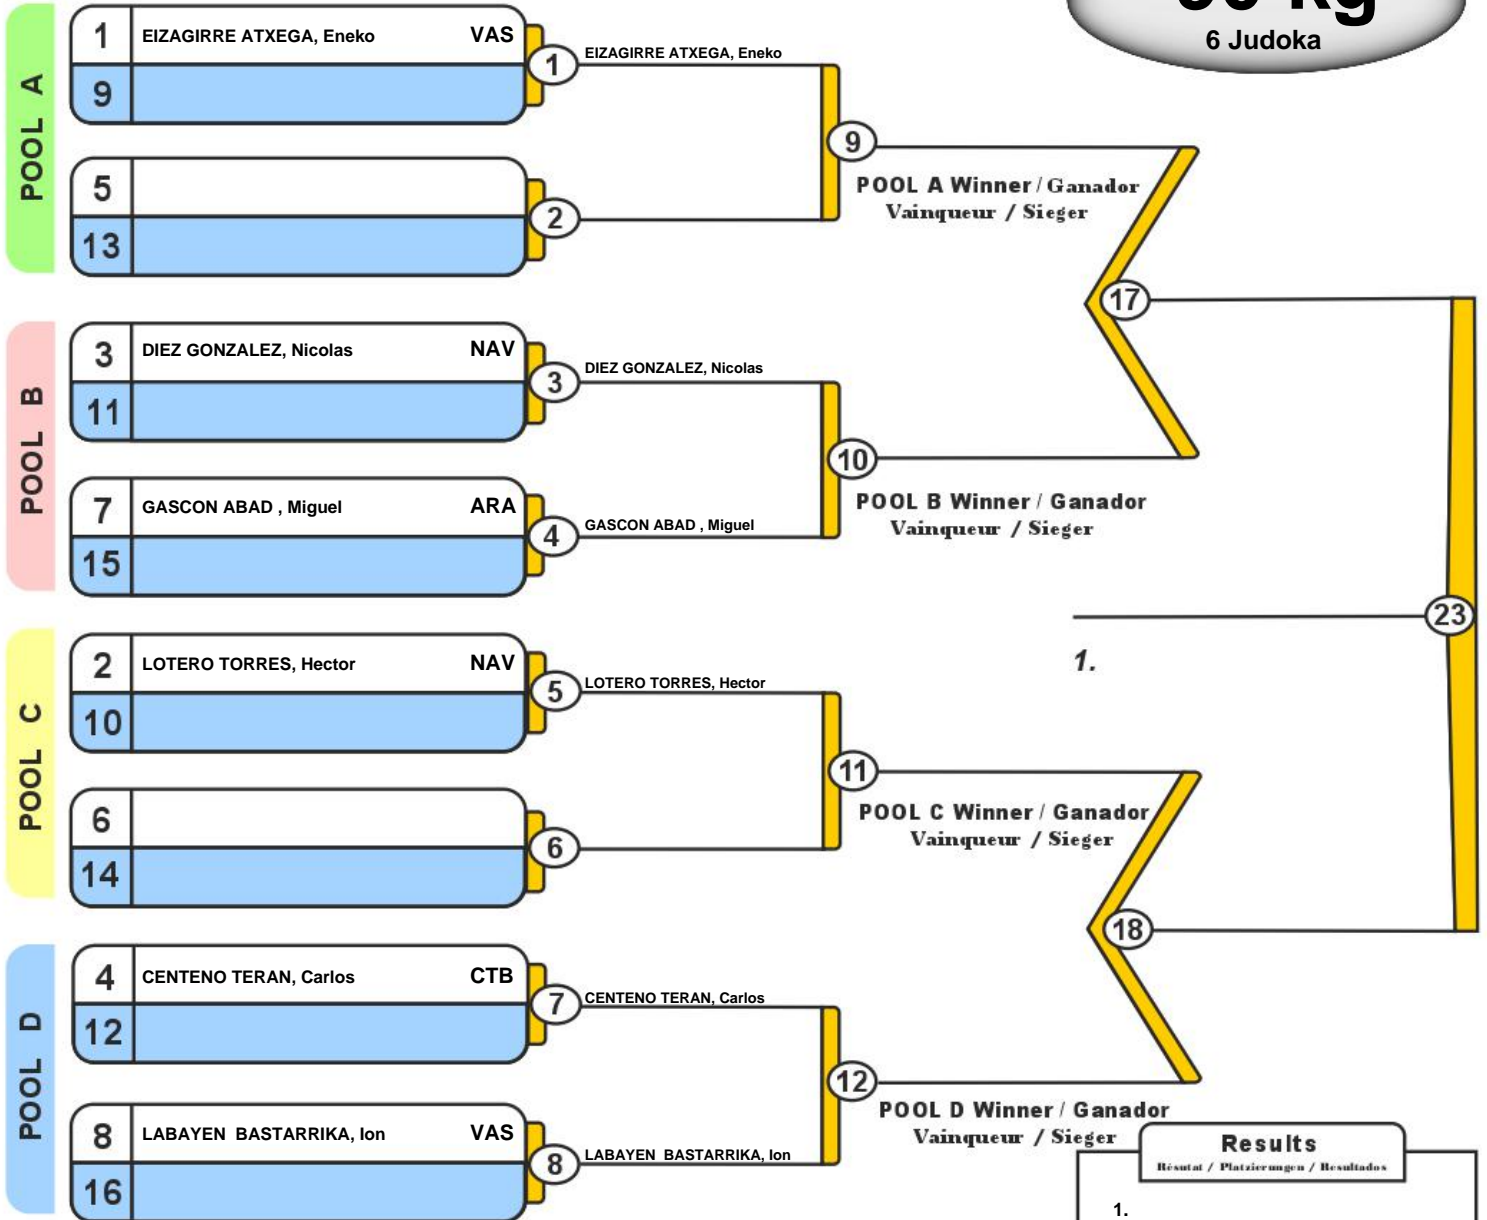 6 Judoka
POOL A
1 EIZAGIRRE ATXEGA, Eneko VAS
9
1 EIZAGIRRE ATXEGA, Eneko
5
13
2
9
POOL A Winner / Ganador
Vainqueur / Sieger
17
POOL B
3 DIEZ GONZALEZ, Nicolas NAV
11
3 DIEZ GONZALEZ, Nicolas
7 GASCON ABAD , Miguel ARA
15
4 GASCON ABAD , Miguel
10
POOL B Winner / Ganador
Vainqueur / Sieger
23
1.
POOL C
2 LOTERO TORRES, Hector NAV
10
5 LOTERO TORRES, Hector
6
14
6
11
POOL C Winner / Ganador
Vainqueur / Sieger
18
POOL D
4 CENTENO TERAN, Carlos CTB
12
7 CENTENO TERAN, Carlos
8 LABAYEN BASTARRIKA, Ion VAS
16
8 LABAYEN BASTARRIKA, Ion
12
POOL D Winner / Ganador
Vainqueur / Sieger
Results
Résutat / Platzierungen / Resultados
1.